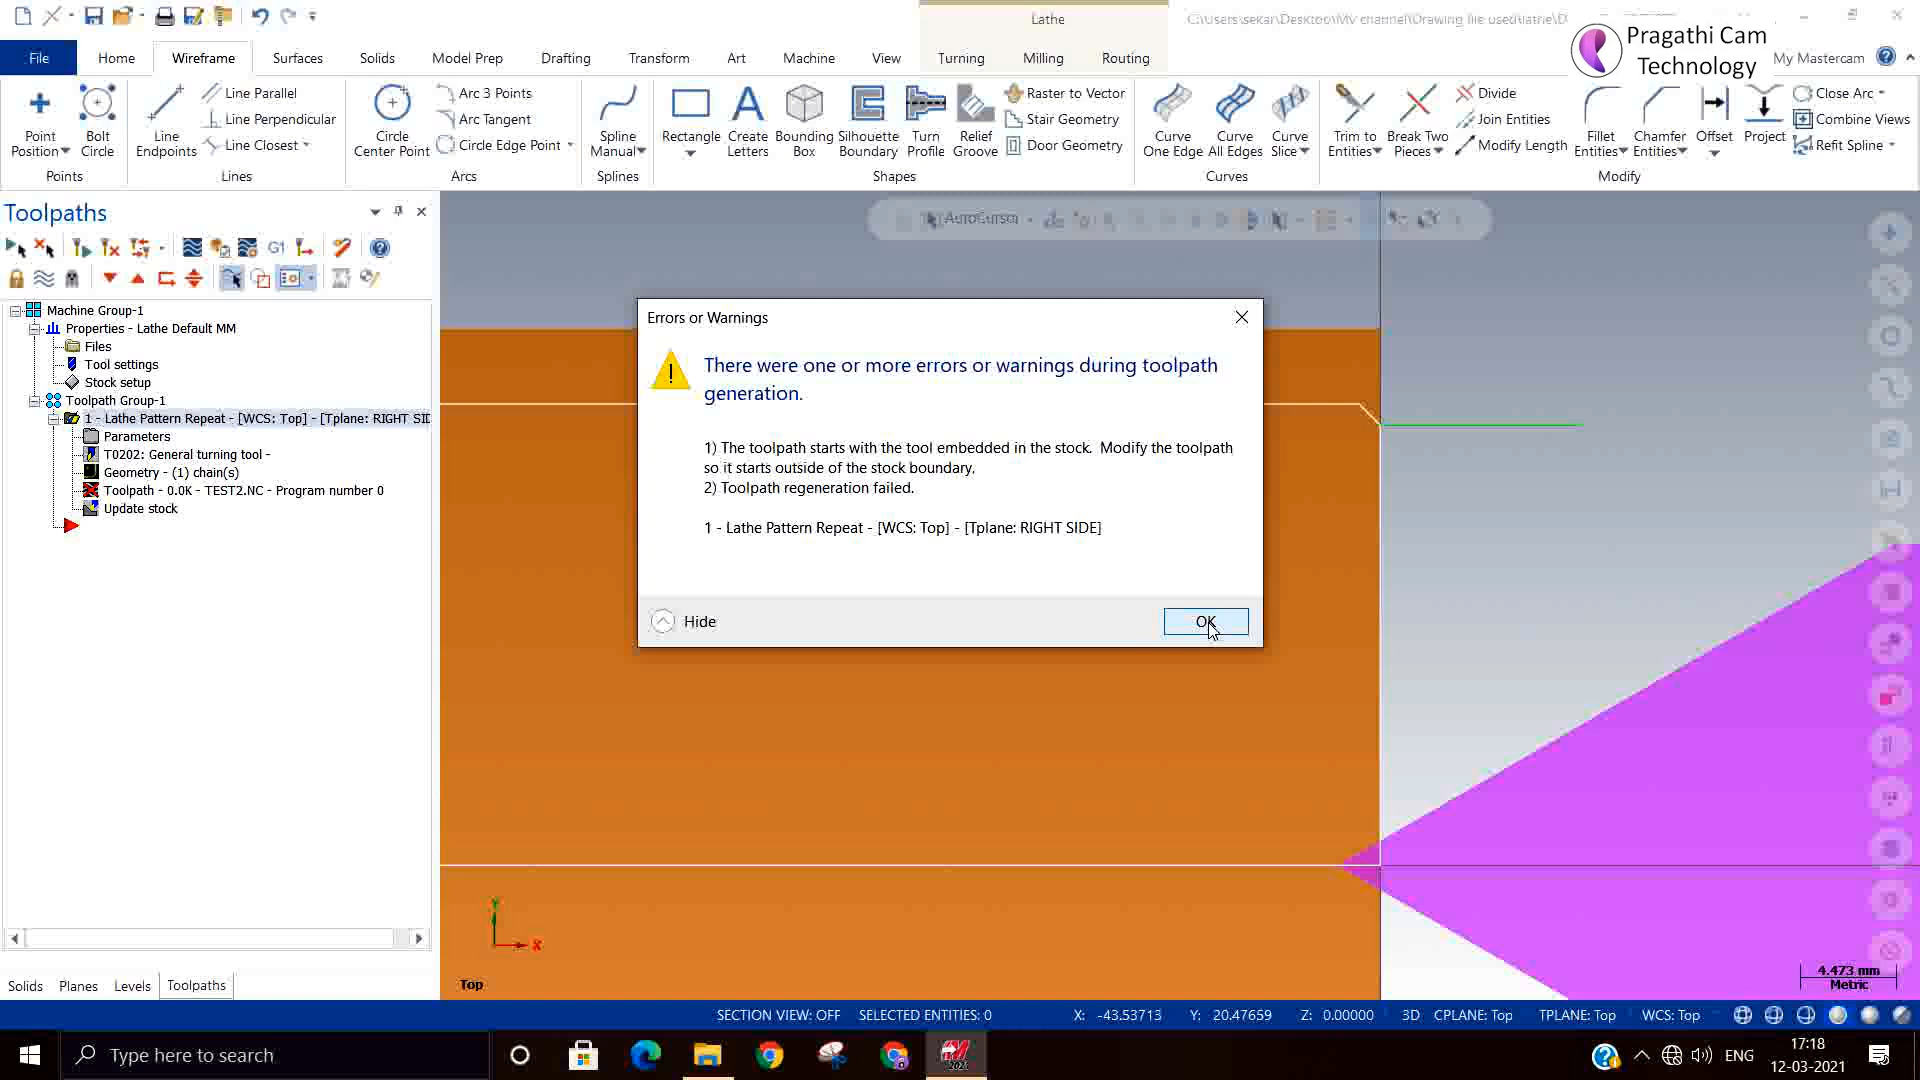 Lathe
C:\Users\sekar\Desktop\My channel\Drawing file used\lathe\D
Pragathi Cam
Technology
File
Home
Wireframe
Surfaces
Solids
Model Prep
Drafting
Transform
Art
Machine
View
Turning
Milling
Routing
My Mastercam
Point
Position
Bolt
Circle
Points
Line
Endpoints
Line Parallel
Line Perpendicular
Line Closest
Lines
Circle
Center Point
Arc 3 Points
Arc Tangent
Circle Edge Point
Arcs
Spline
Manual
Splines
Rectangle
Create
Letters
Bounding
Box
Silhouette
Boundary
Turn
Profile
Relief
Groove
Raster to Vector
Stair Geometry
Door Geometry
Shapes
Curve
One Edge
Curve
All Edges
Curve
Slice
Curves
Trim to
Entities
Break Two
Pieces
Divide
Join Entities
Modify Length
Fillet
Entities
Chamfer
Entities
Offset
Project
Close Arc
Combine Views
Refit Spline
Modify
Toolpaths
G1
AutoCursor
Machine Group-1
Properties - Lathe Default MM
Files
Tool settings
Stock setup
Toolpath Group-1
1 - Lathe Pattern Repeat - [WCS: Top] - [Tplane: RIGHT SID
Parameters
T0202: General turning tool -
Geometry - (1) chain(s)
Toolpath - 0.0K - TEST2.NC - Program number 0
Update stock
Errors or Warnings
There were one or more errors or warnings during toolpath
generation.
1) The toolpath starts with the tool embedded in the stock. Modify the toolpath
so it starts outside of the stock boundary.
2) Toolpath regeneration failed.
1 - Lathe Pattern Repeat - [WCS: Top] - [Tplane: RIGHT SIDE]
Hide
OK
Y
X
Top
4.473 mm
Metric
Solids
Planes
Levels
Toolpaths
SECTION VIEW: OFF
SELECTED ENTITIES: 0
X: -43.53713
Y: 20.47659
Z: 0.00000
3D
CPLANE: Top
TPLANE: Top
WCS: Top
Type here to search
2021
ENG
17:18
12-03-2021